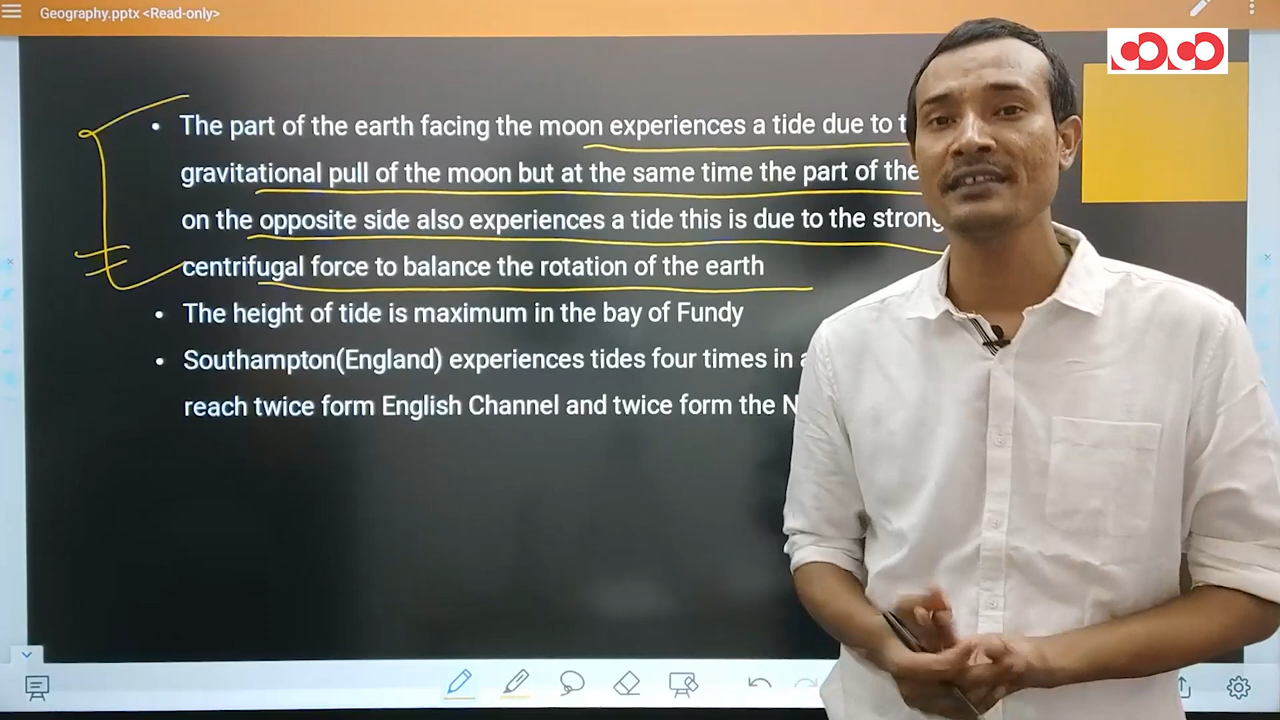 Geography.pptx <Read-only>
• The part of the earth facing the moon experiences a tide due to
gravitational pull of the moon but at the same time the part of the
on the opposite side also experiences a tide this is due to the strong
centrifugal force to balance the rotation of the earth
• The height of tide is maximum in the bay of Fundy
• Southampton(England) experiences tides four times in
reach twice form English Channel and twice form the